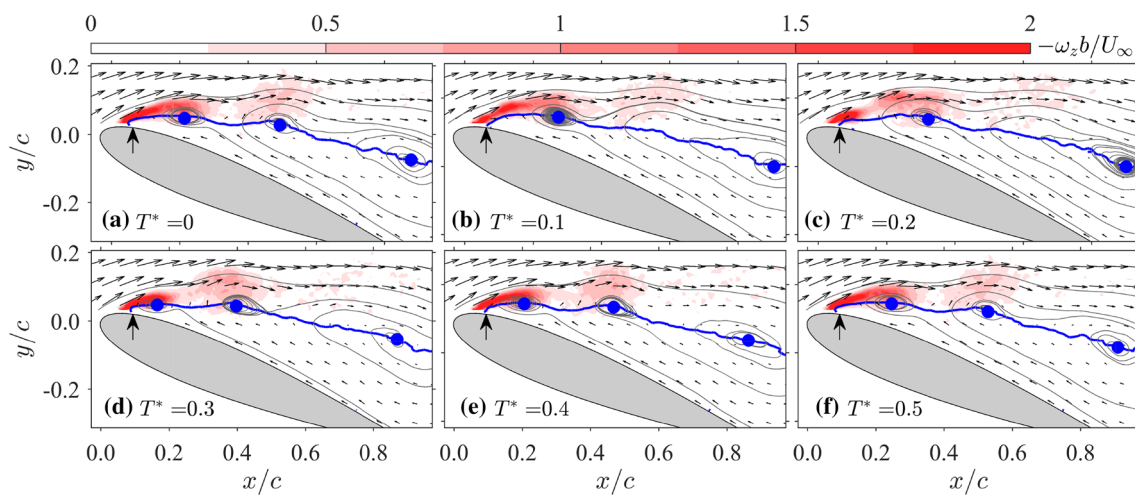 0 0.5 1 1.5 2
−ω_z b/U_∞
0.2
0.0
-0.2
y/c
(a) T* =0
(b) T* =0.1
(c) T* =0.2
0.2
0.0
-0.2
y/c
(d) T* =0.3
(e) T* =0.4
(f) T* =0.5
0.0 0.2 0.4 0.6 0.8 0.0 0.2 0.4 0.6 0.8 0.0 0.2 0.4 0.6 0.8
x/c x/c x/c